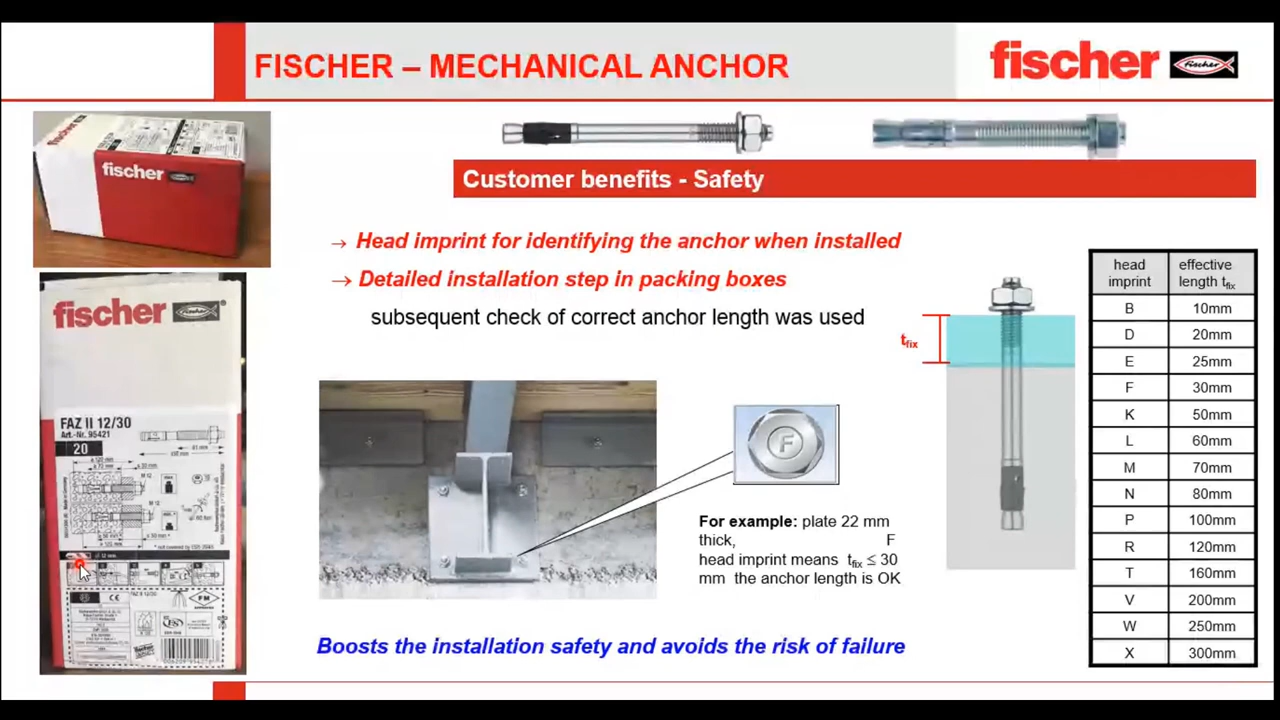 FISCHER – MECHANICAL ANCHOR
fischer
fischer
Customer benefits - Safety
fischer
→ Head imprint for identifying the anchor when installed
→ Detailed installation step in packing boxes
subsequent check of correct anchor length was used
fischer
FAZ II 12/30
Art.-Nr. 95421
20
tfix
F
For example: plate 22 mm
thick, F
head imprint means tfix ≤ 30
mm the anchor length is OK
Boosts the installation safety and avoids the risk of failure
head imprint effective length tfix
B 10mm
D 20mm
E 25mm
F 30mm
K 50mm
L 60mm
M 70mm
N 80mm
P 100mm
R 120mm
T 160mm
V 200mm
W 250mm
X 300mm